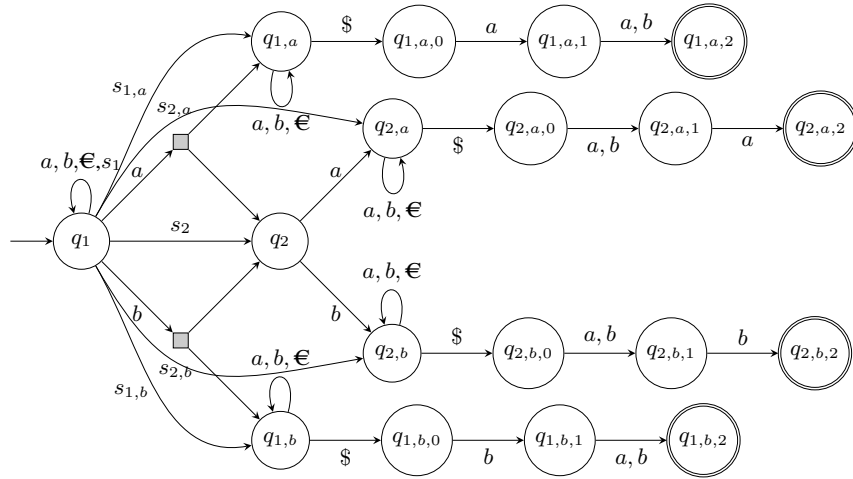 q1,a $ q1,a,0 a q1,a,1 a, b q1,a,2
s1,a
s2,a
a, b, €
q2,a $ q2,a,0 a, b q2,a,1 a q2,a,2
a, b,€,s1
a
a
a, b, €
q1 s2 q2
b
b
a, b, €
q2,b $ q2,b,0 a, b q2,b,1 b q2,b,2
s2,b
s1,b
a, b, €
q1,b $ q1,b,0 b q1,b,1 a, b q1,b,2